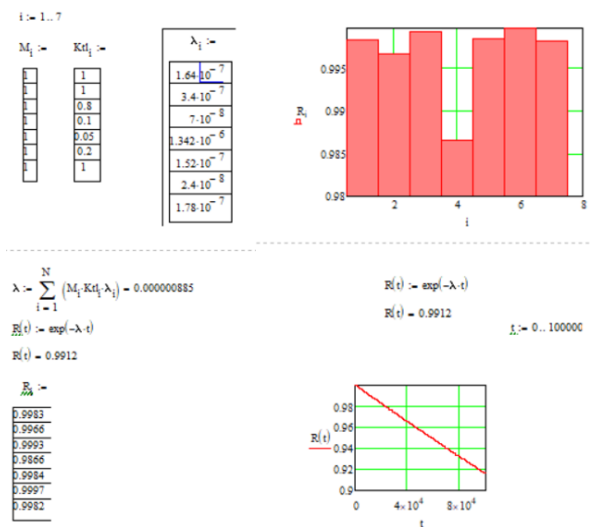 i := 1.. 7
M_i :=
Ktl_i :=
λ_i :=
1
1
1
1
1
1
1
1
1
0.8
0.1
0.05
0.2
1
1.64·10^-7
3.4·10^-7
7·10^-8
1.342·10^-6
1.52·10^-7
2.4·10^-8
1.78·10^-7
R_i
0.995
0.99
0.985
0.98
2 4 6 8
i
λ := ∑_{i = 1}^{N} (M_i·Ktl_i·λ_i) = 0.000000885
R(t) := exp(-λ·t)
R(t) = 0.9912
R_i :=
0.9983
0.9966
0.9993
0.9866
0.9984
0.9997
0.9982
R(t) := exp(-λ·t)
R(t) = 0.9912
t := 0.. 100000
R(t)
0.98
0.96
0.94
0.92
0.9
0 4×10^4 8×10^4
t